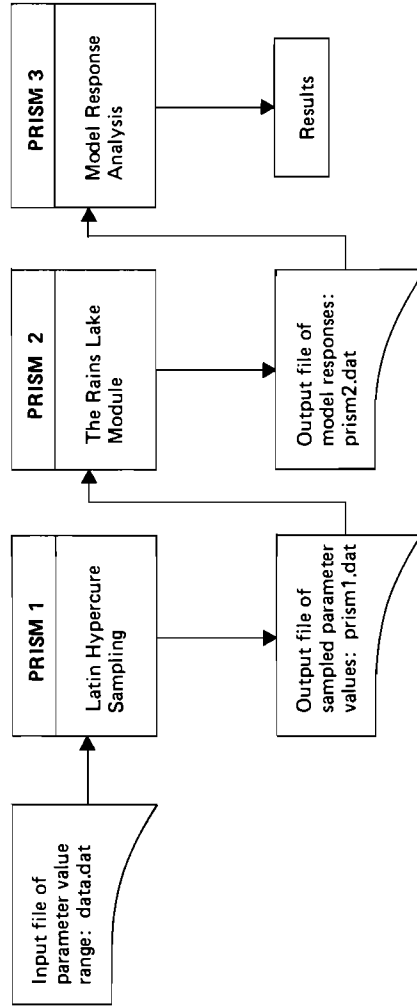 Input file of
parameter value
range: data.dat
PRISM 1
Latin Hypercure
Sampling
Output file of
sampled parameter
values: prism1.dat
PRISM 2
The Rains Lake
Module
Output file of
model responses:
prism2.dat
PRISM 3
Model Response
Analysis
Results